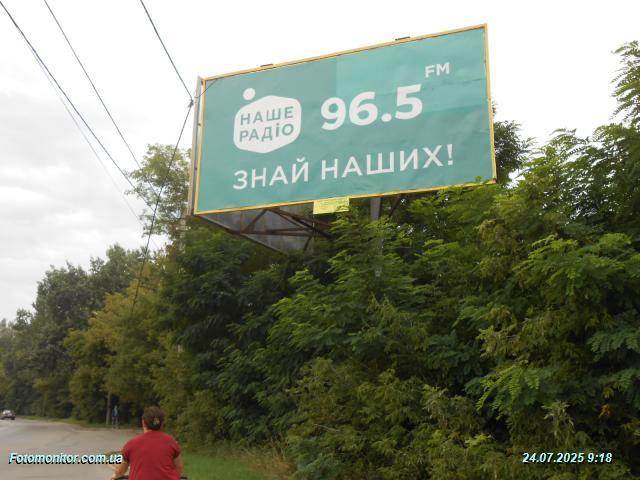 НАШЕ
РАДІО
96.5 FM
ЗНАЙ НАШИХ!
Fotomonitor.com.ua
24.07.2025 9:18